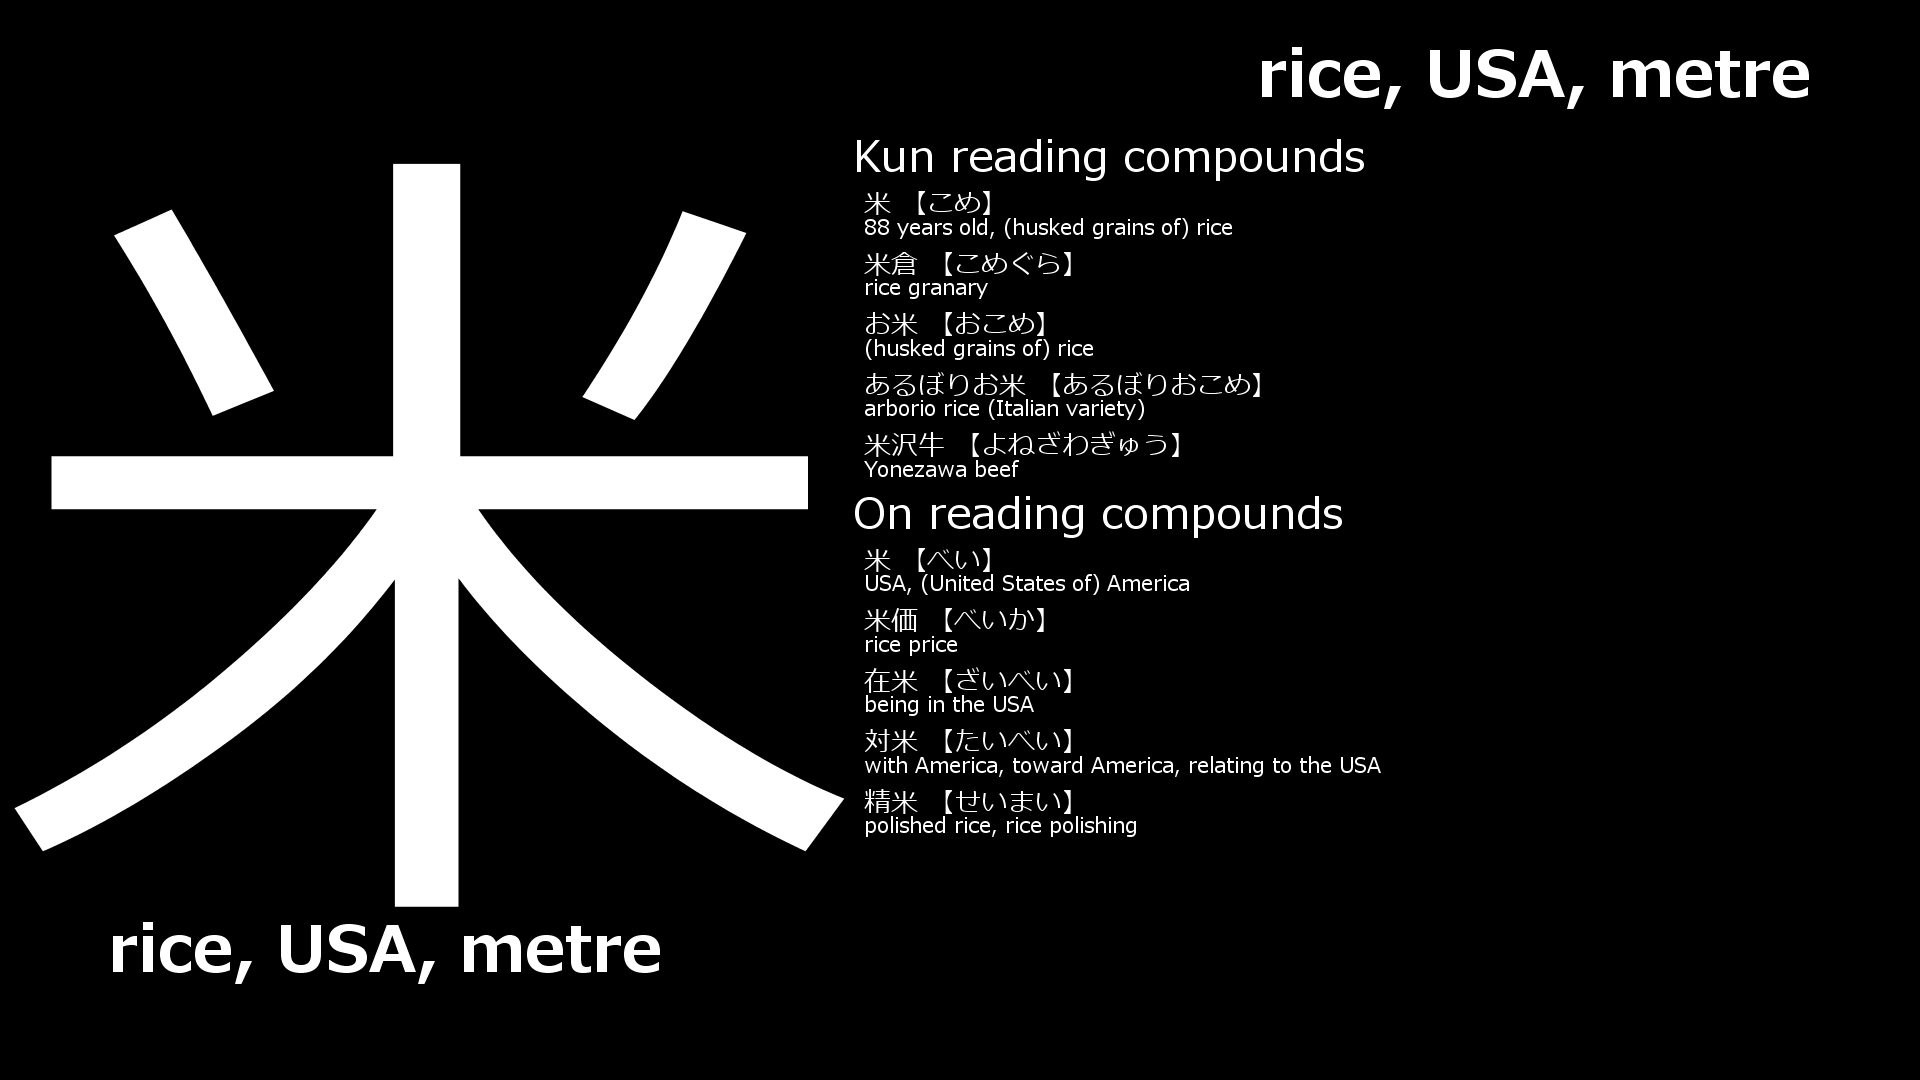 rice, USA, metre
米
Kun reading compounds
米 【こめ】
88 years old, (husked grains of) rice
米倉 【こめぐら】
rice granary
お米 【おこめ】
(husked grains of) rice
あるぼりお米 【あるぼりおこめ】
arborio rice (Italian variety)
米沢牛 【よねざわぎゅう】
Yonezawa beef
On reading compounds
米 【べい】
USA, (United States of) America
米価 【べいか】
rice price
在米 【ざいべい】
being in the USA
対米 【たいべい】
with America, toward America, relating to the USA
精米 【せいまい】
polished rice, rice polishing
rice, USA, metre